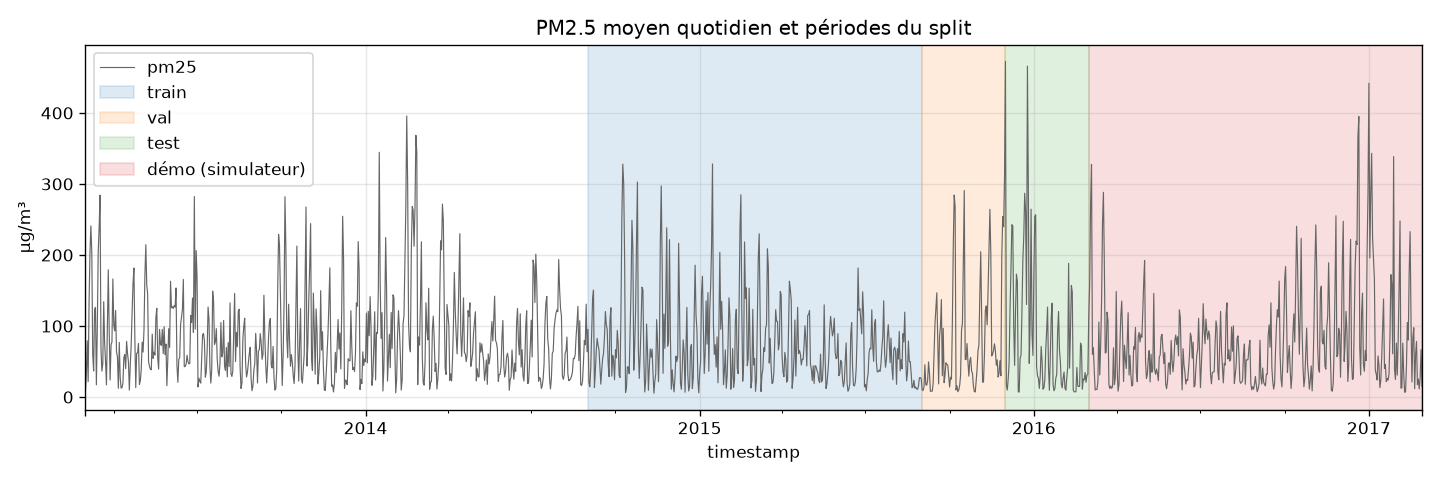 PM2.5 moyen quotidien et périodes du split
pm25
train
val
test
démo (simulateur)
µg/m³
400
300
200
100
0
2014
2015
2016
2017
timestamp